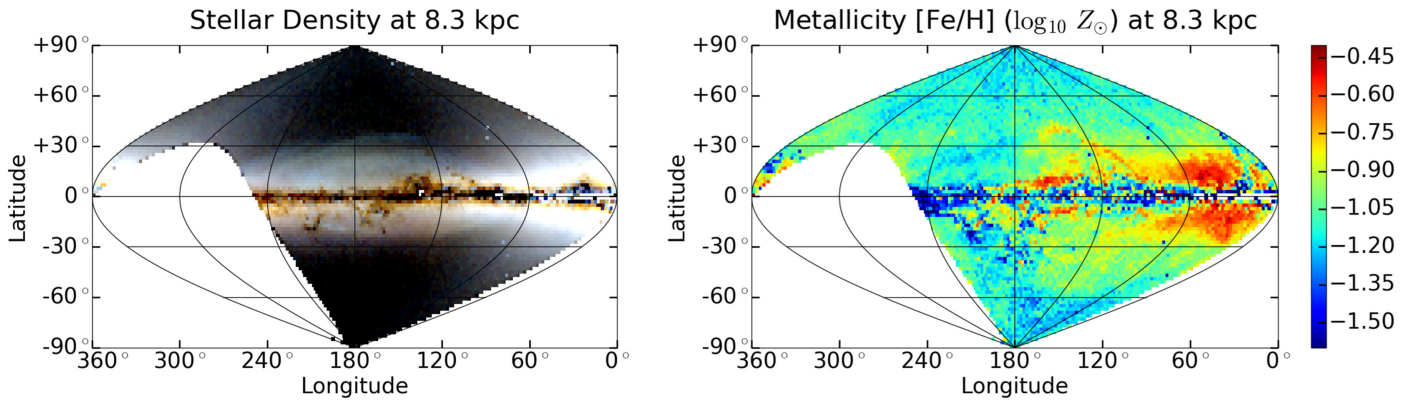 Stellar Density at 8.3 kpc
+90°
+60°
+30°
0°
-30°
-60°
-90°
Latitude
360° 300° 240° 180° 120° 60° 0°
Longitude
Metallicity [Fe/H] (log₁₀ Z☉) at 8.3 kpc
+90°
+60°
+30°
0°
-30°
-60°
-90°
Latitude
360° 300° 240° 180° 120° 60° 0°
Longitude
−0.45
−0.60
−0.75
−0.90
−1.05
−1.20
−1.35
−1.50